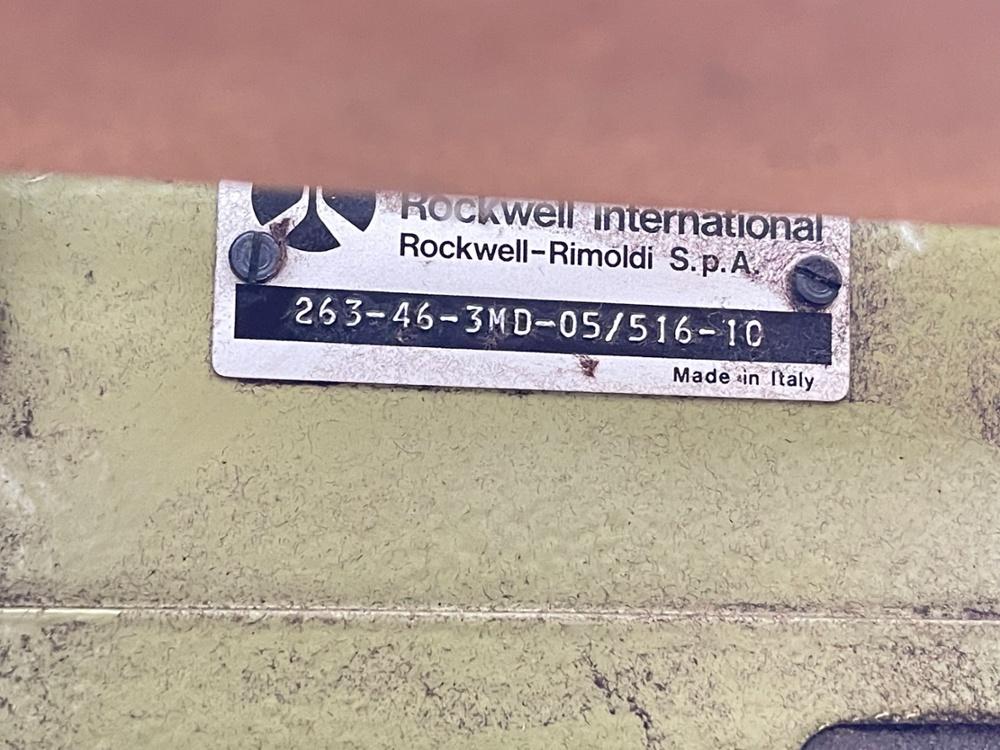 Rockwell International
Rockwell-Rimoldi S.p.A.
263-46-3MD-05/516-10
Made in Italy